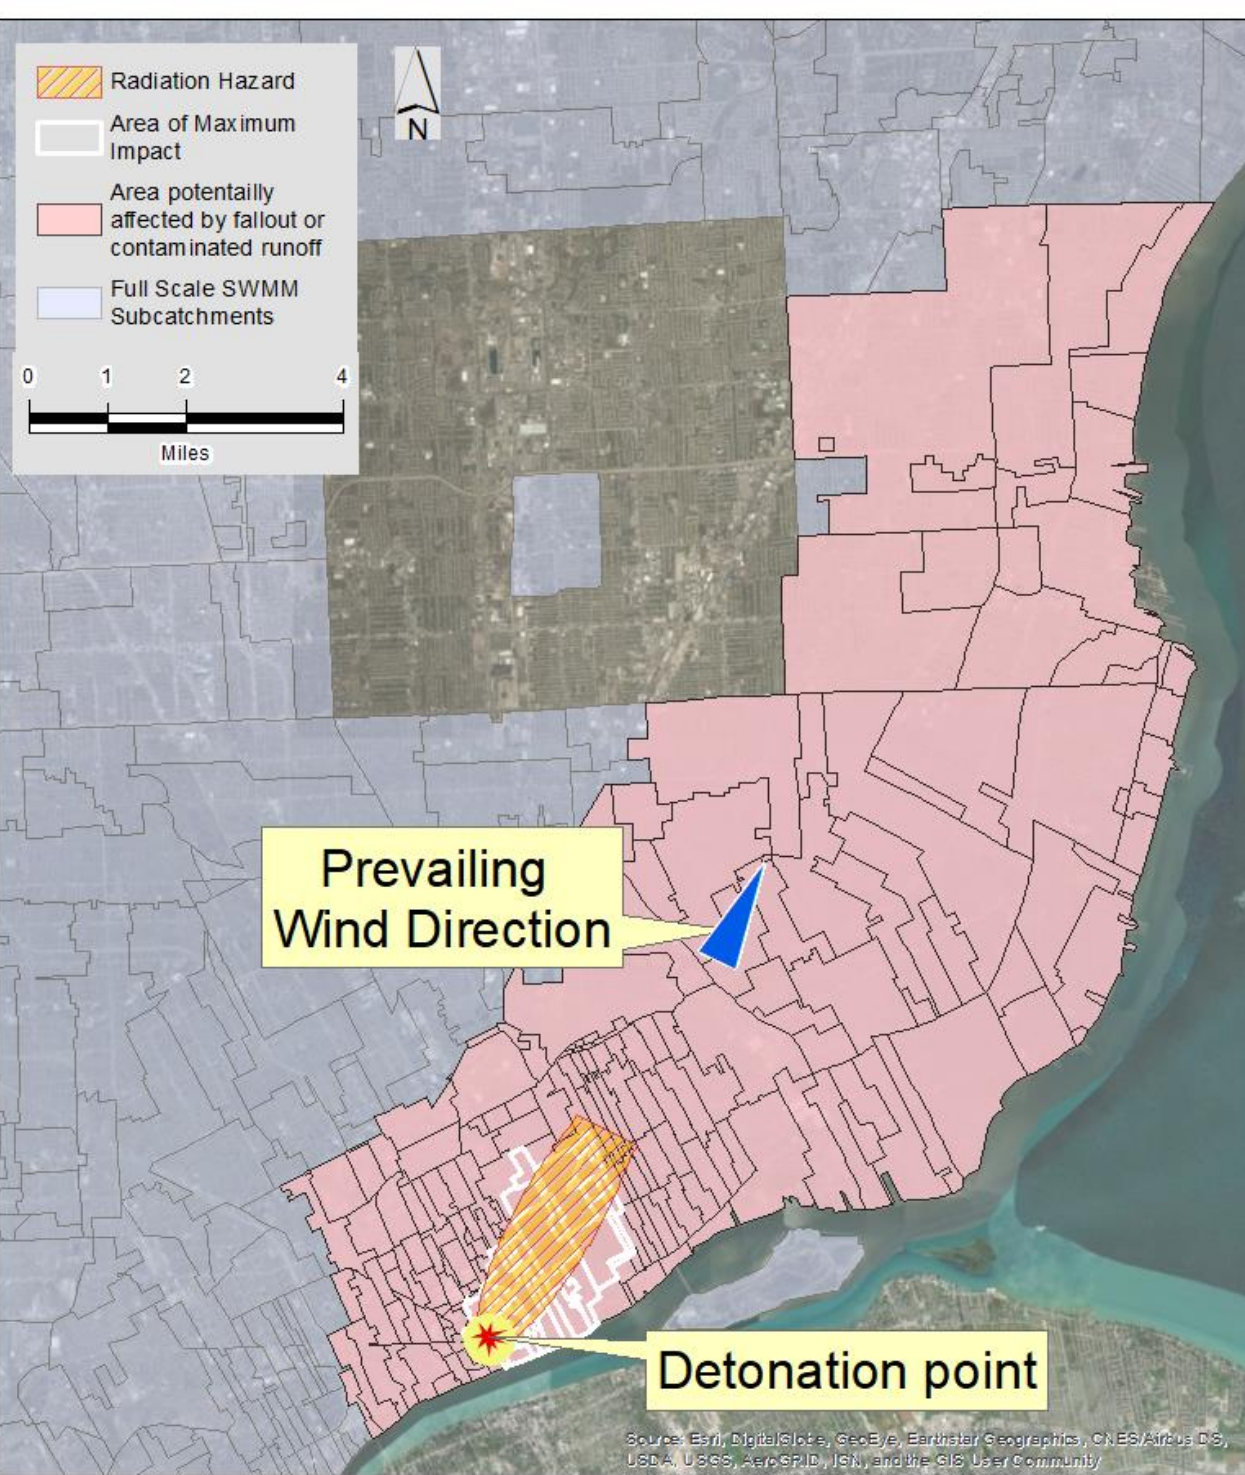 Radiation Hazard
Area of Maximum
Impact
Area potentailly
affected by fallout or
contaminated runoff
Full Scale SWMM
Subcatchments
0 1 2 4
Miles
N
Prevailing
Wind Direction
Detonation point
Source: Esri, DigitalGlobe, GeoEye, Earthstar Geographics, CNES/Airbus DS,
USDA, USGS, AeroGRID, IGN, and the GIS User Community